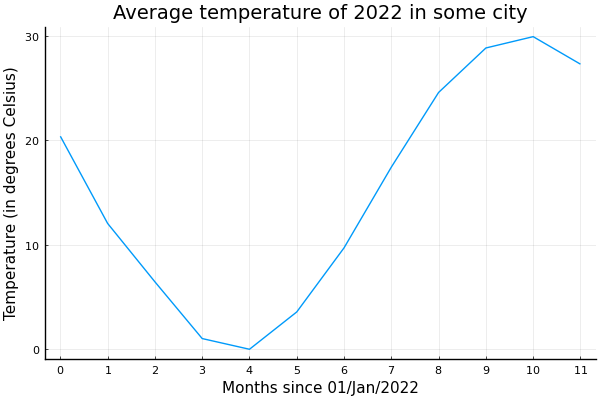 Average temperature of 2022 in some city
Temperature (in degrees Celsius)
30
20
10
0
0 1 2 3 4 5 6 7 8 9 10 11
Months since 01/Jan/2022